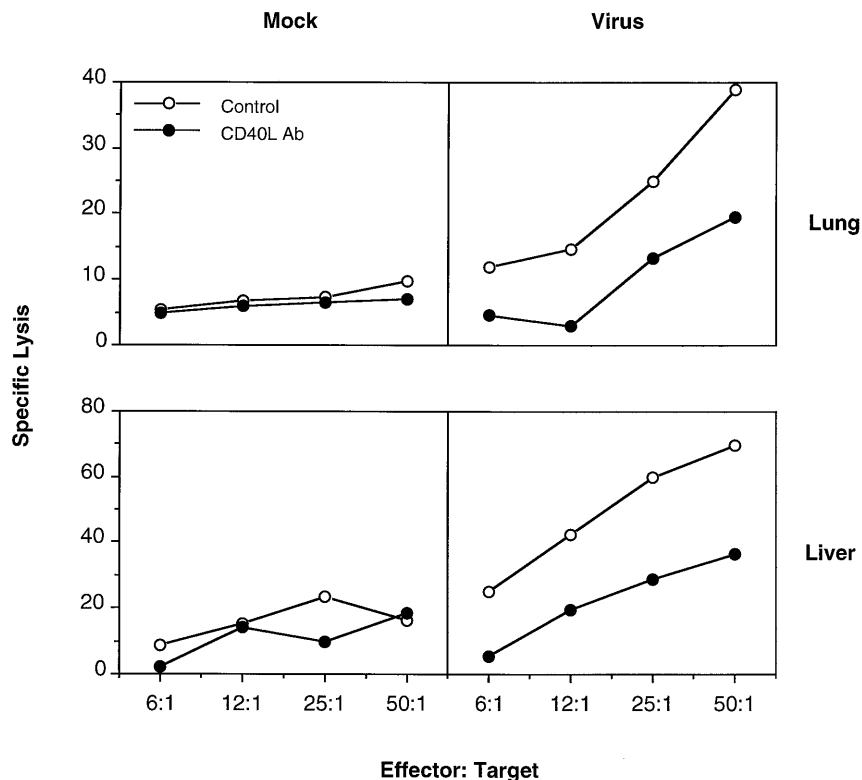 Mock Virus
40
Control
CD40L Ab
30
20
10
0
Lung
Specific Lysis
80
60
40
20
0
Liver
6:1 12:1 25:1 50:1 6:1 12:1 25:1 50:1
Effector: Target